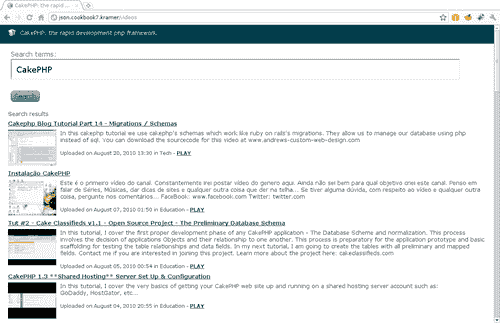 CakePHP: the rapid ...
json.cookbook7.kramer/videos
CakePHP: the rapid development php framework.
Search terms:
CakePHP
Search
Search results
Cakephp Blog Tutorial Part 14 - Migrations / Schemas
In this cakephp tutorial we use cakephp's schemas which work like ruby on rails's migrations. They allow us to manage our database using php
instead of sql. You can download the sourcecode for this video at www.andrews-custom-web-design.com
Uploaded on August 20, 2010 13:30 in Tech - PLAY
Instalação CakePHP
Este é o primeiro vídeo do canal. Constantemente irei postar vídeo do genero aqui. Ainda não sei bem para qual objetivo criei este canal. Penso em
falar de Séries, Músicas, dar dicas de sites e qualquer outra coisa que der na telha... Se tiver alguma dúvida, com respeito ao vídeo e qualquer outra
coisa, pergunte nos comentários... FaceBook: www.facebook.com Twitter: twitter.com
Uploaded on August 07, 2010 01:59 in Education - PLAY
Tut #2 - Cake Classifieds v1.1 - Open Source Project - The Preliminary Database Schema
In this tutorial, I cover the first proper development phase of any CakePHP application - The Database Scheme and normalization. This process
involves the decision of applications Objects and their relationship to one another. This process is preparatory for the application prototype and basic
scaffolding for testing the table relationships and data fields. In my next tutorial, I am going to create the tables with all preliminary and mapped
fields. Contact me if you are interested in joining this project. Learn more about the project here: cakeclassifieds.com
Uploaded on August 05, 2010 00:54 in Education - PLAY
CakePHP 1.3 **Shared Hosting** Server Set Up & Configuration
In this tutorial, I cover the very basics of getting your CakePHP web site up and running on a shared hosting server account such as:
GoDaddy, HostGator, etc...
Uploaded on August 04, 2010 20:55 in Education - PLAY